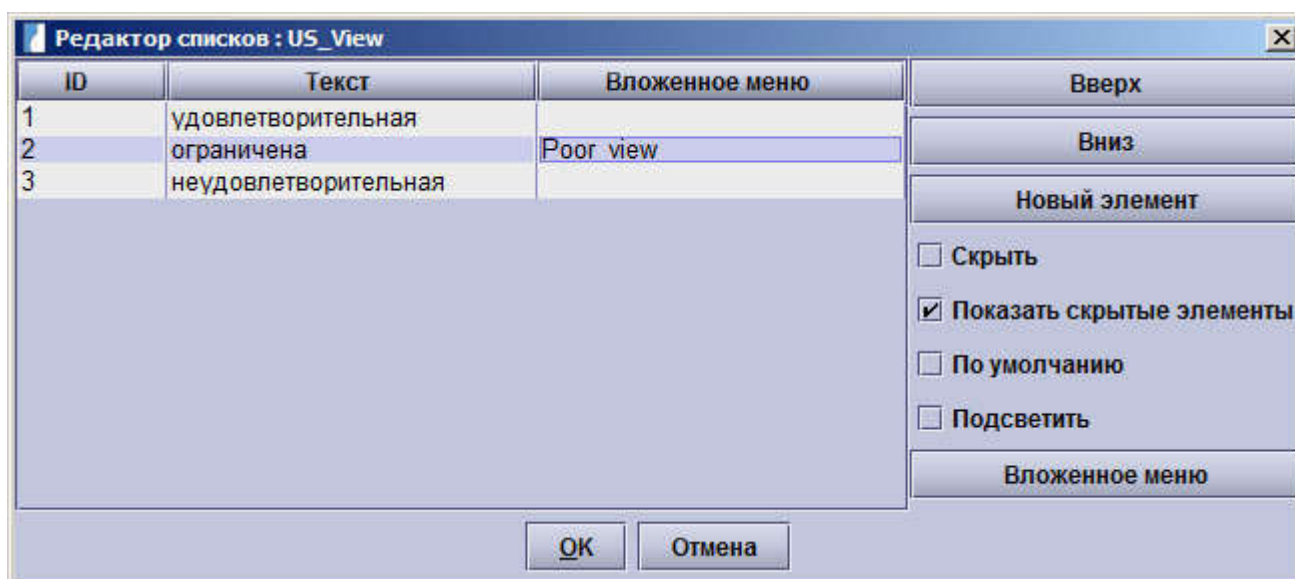 Редактор списков : US_View
ID Текст Вложенное меню
1 удовлетворительная
2 ограничена Poor view
3 неудовлетворительная
Вверх
Вниз
Новый элемент
Скрыть
Показать скрытые элементы
По умолчанию
Подсветить
Вложенное меню
OK Отмена